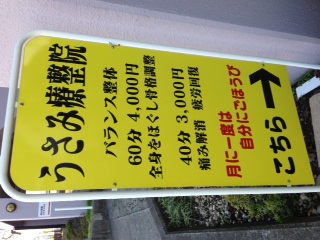 うさみ療整院
バランス整体
60分 4,000円
全身をほぐし骨格調整
40分 3,000円
痛み解消 疲労回復
月に一度は
自分にごほうび
こちら→